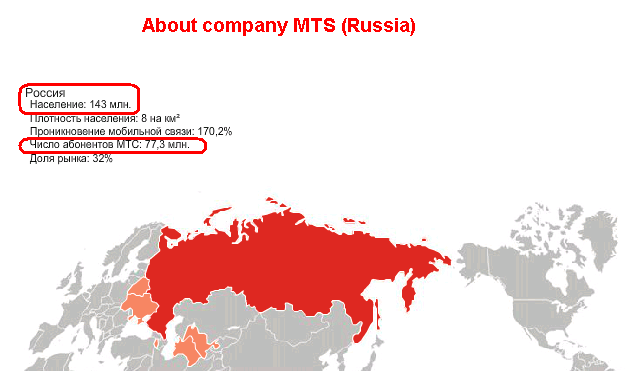 About company MTS (Russia)
Россия
Население: 143 млн.
Плотность населения: 8 на км²
Проникновение мобильной связи: 170,2%
Число абонентов МТС: 77,3 млн.
Доля рынка: 32%